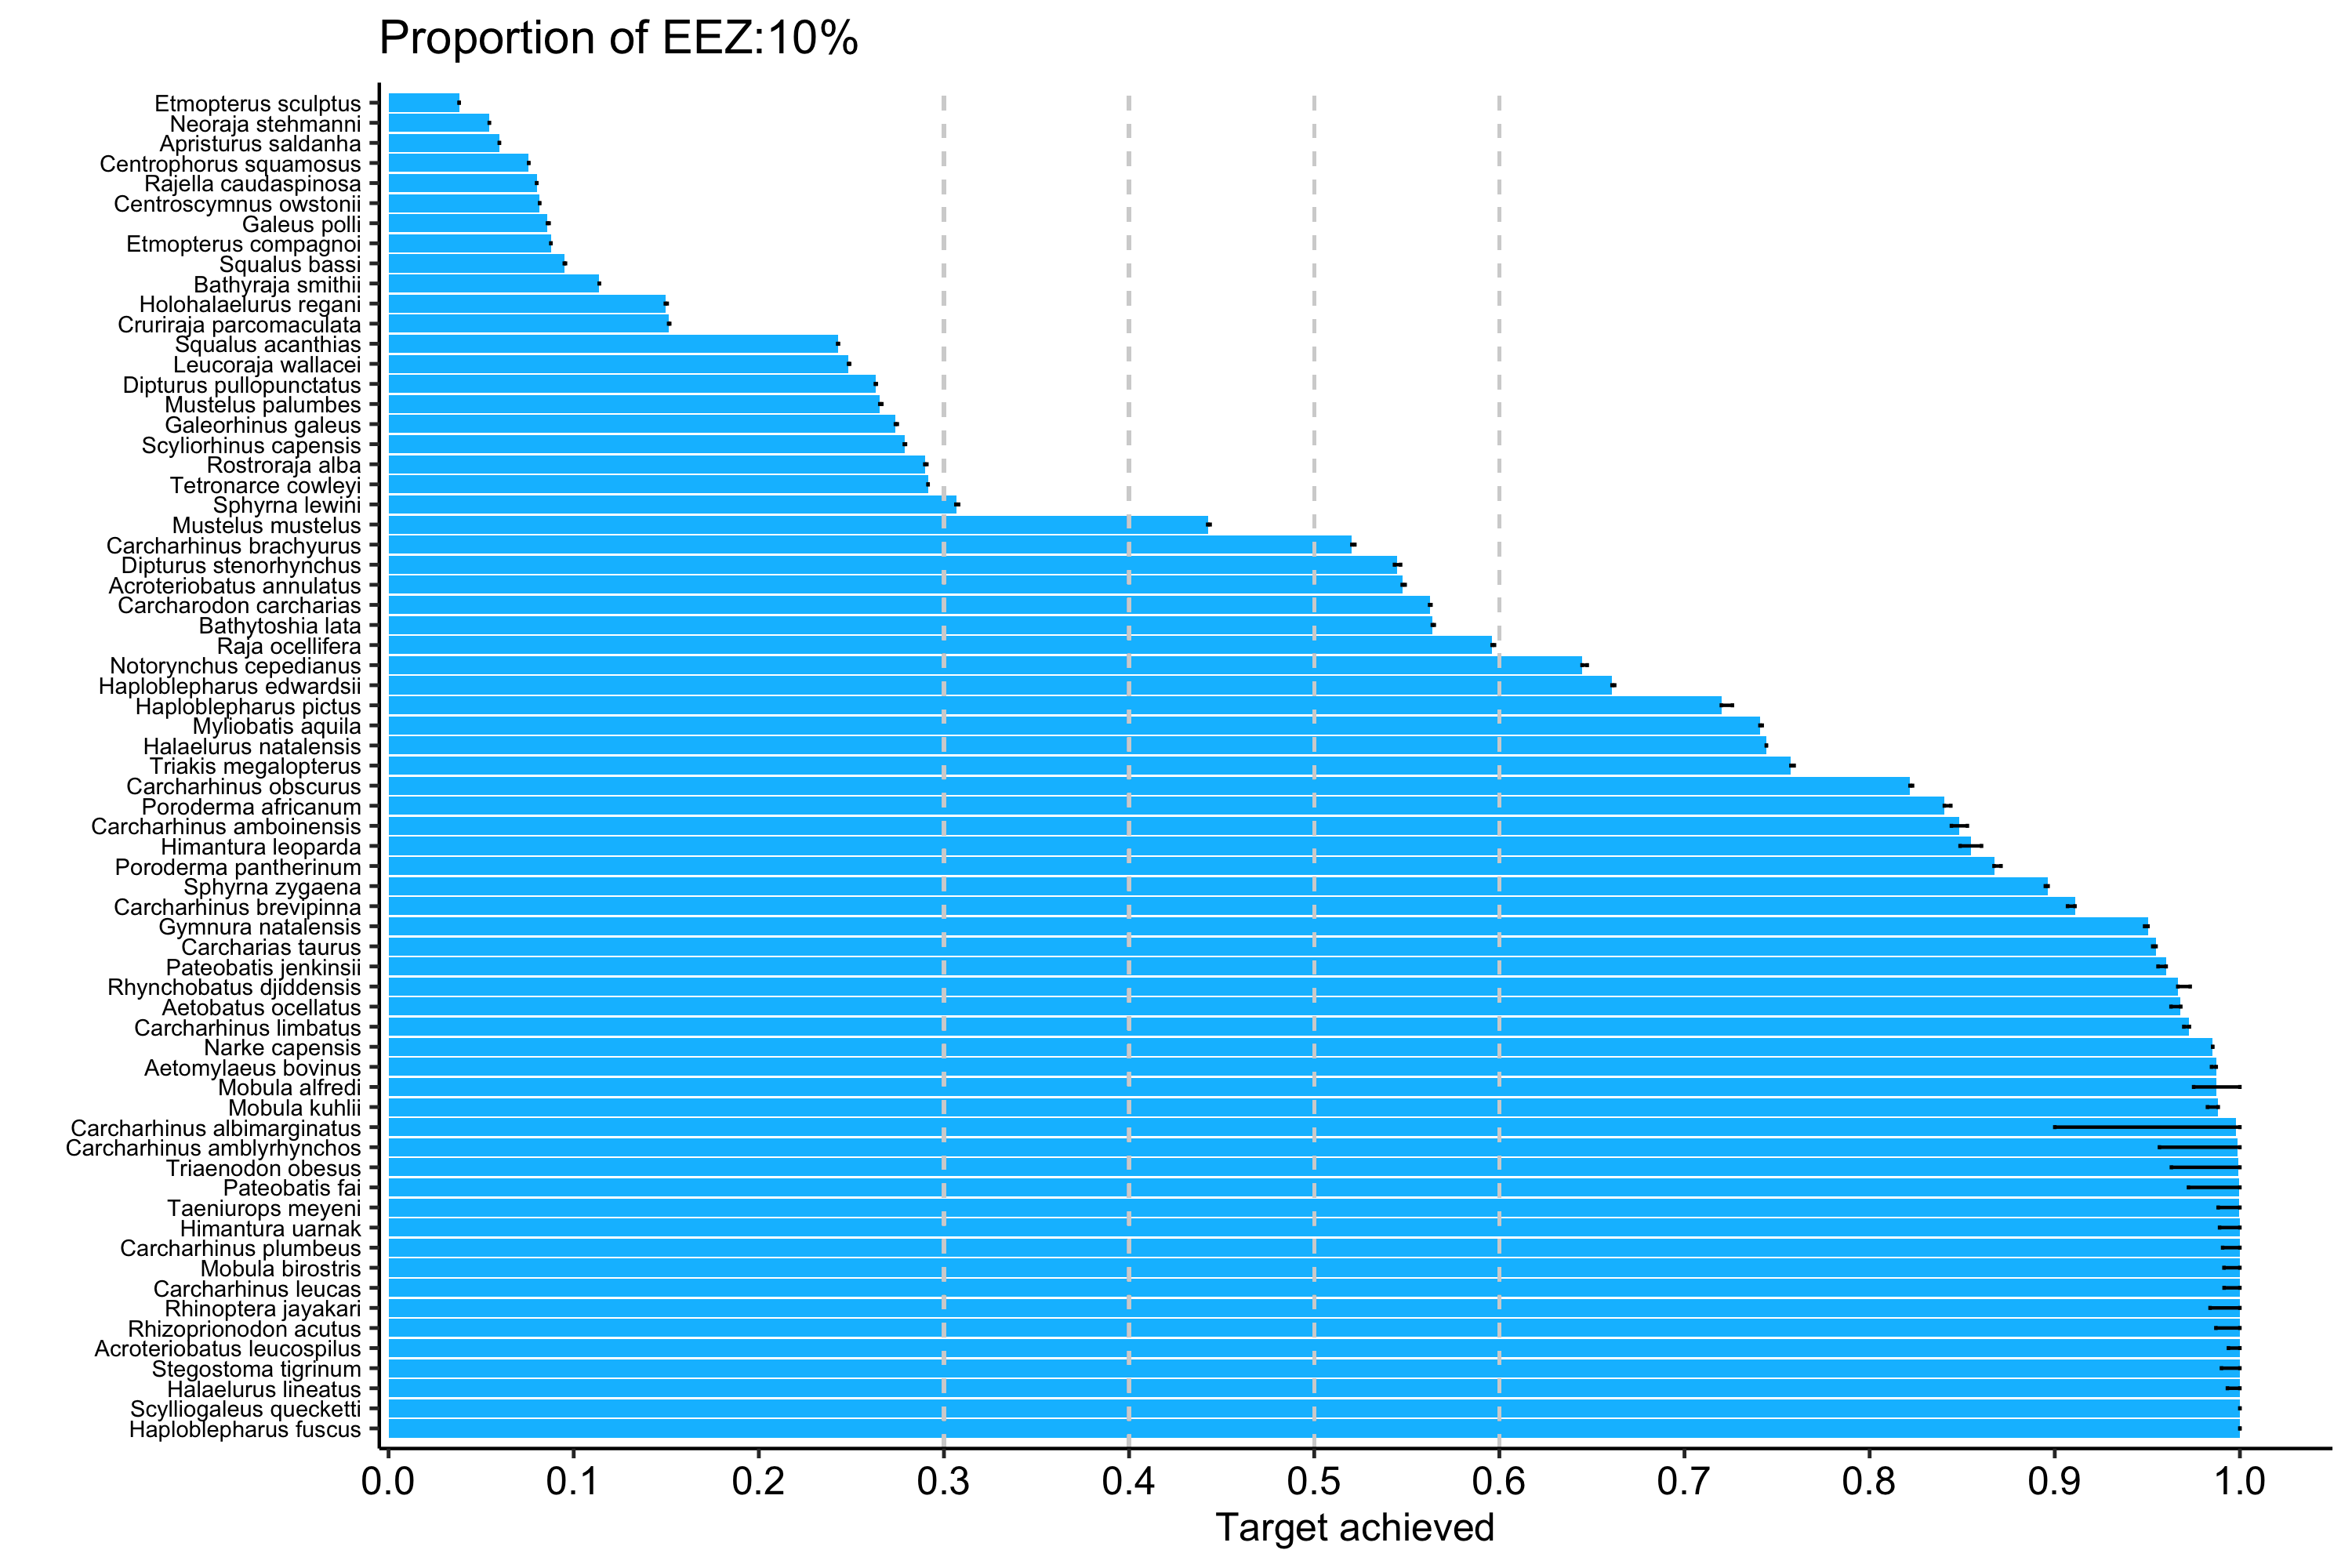 Proportion of EEZ:10%
Etmopterus sculptus
Neoraja stehmanni
Apristurus saldanha
Centrophorus squamosus
Rajella caudaspinosa
Centroscymnus owstonii
Galeus polli
Etmopterus compagnoi
Squalus bassi
Bathyraja smithii
Holohalaelurus regani
Cruriraja parcomaculata
Squalus acanthias
Leucoraja wallacei
Dipturus pullopunctatus
Mustelus palumbes
Galeorhinus galeus
Scyliorhinus capensis
Rostroraja alba
Tetronarce cowleyi
Sphyrna lewini
Mustelus mustelus
Carcharhinus brachyurus
Dipturus stenorhynchus
Acroteriobatus annulatus
Carcharodon carcharias
Bathytoshia lata
Raja ocellifera
Notorynchus cepedianus
Haploblepharus edwardsii
Haploblepharus pictus
Myliobatis aquila
Halaelurus natalensis
Triakis megalopterus
Carcharhinus obscurus
Poroderma africanum
Carcharhinus amboinensis
Himantura leoparda
Poroderma pantherinum
Sphyrna zygaena
Carcharhinus brevipinna
Gymnura natalensis
Carcharias taurus
Pateobatis jenkinsii
Rhynchobatus djiddensis
Aetobatus ocellatus
Carcharhinus limbatus
Narke capensis
Aetomylaeus bovinus
Mobula alfredi
Mobula kuhlii
Carcharhinus albimarginatus
Carcharhinus amblyrhynchos
Triaenodon obesus
Pateobatis fai
Taeniurops meyeni
Himantura uarnak
Carcharhinus plumbeus
Mobula birostris
Carcharhinus leucas
Rhinoptera jayakari
Rhizoprionodon acutus
Acroteriobatus leucospilus
Stegostoma tigrinum
Halaelurus lineatus
Scylliogaleus quecketti
Haploblepharus fuscus
0.0 0.1 0.2 0.3 0.4 0.5 0.6 0.7 0.8 0.9 1.0
Target achieved